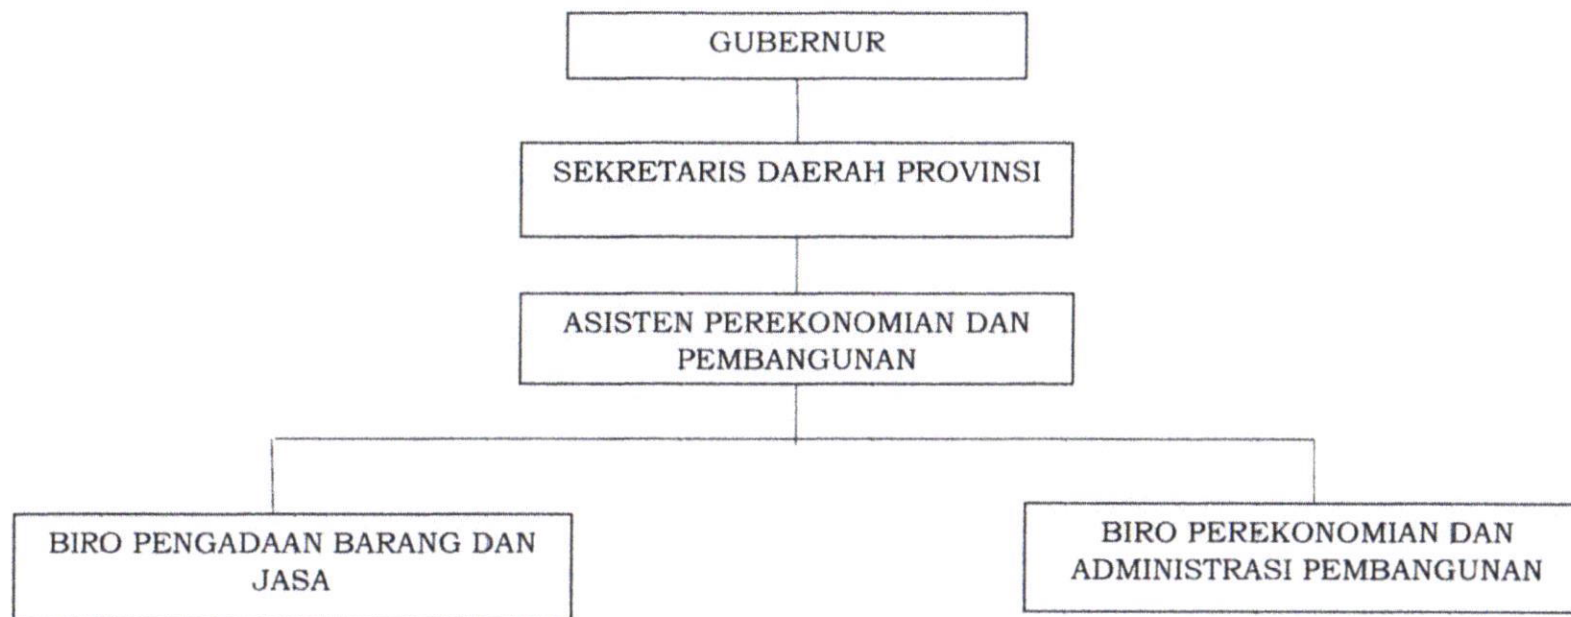 GUBERNUR
SEKRETARIS DAERAH PROVINSI
ASISTEN PEREKONOMIAN DAN
PEMBANGUNAN
BIRO PENGADAAN BARANG DAN
JASA
BIRO PEREKONOMIAN DAN
ADMINISTRASI PEMBANGUNAN